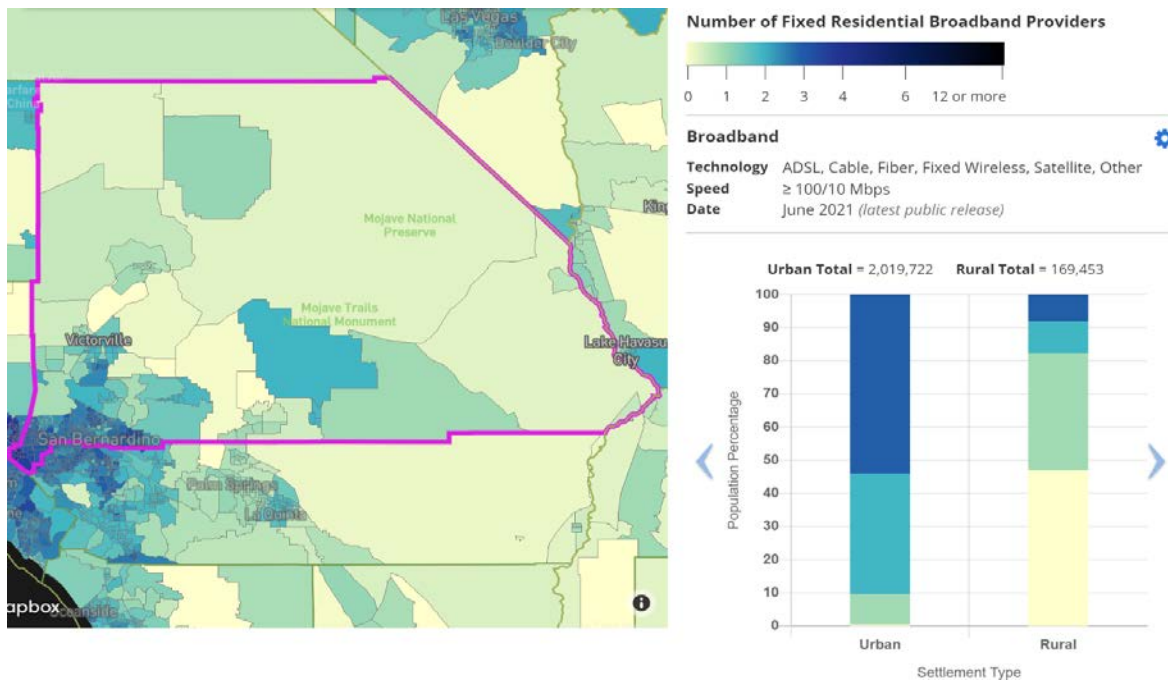 Las Vegas
Boulder City
China
Mojave National
Preserve
Mojave Trails
National Monument
Victorville
Lake Havasu
City
San Bernardino
Palm Springs
La Quinta
Oceanside
apbox
Number of Fixed Residential Broadband Providers
0 1 2 3 4 6 12 or more
Broadband
Technology ADSL, Cable, Fiber, Fixed Wireless, Satellite, Other
Speed ≥ 100/10 Mbps
Date June 2021 (latest public release)
Urban Total = 2,019,722 Rural Total = 169,453
100
90
80
70
60
50
40
30
20
10
0
Population Percentage
Urban Rural
Settlement Type